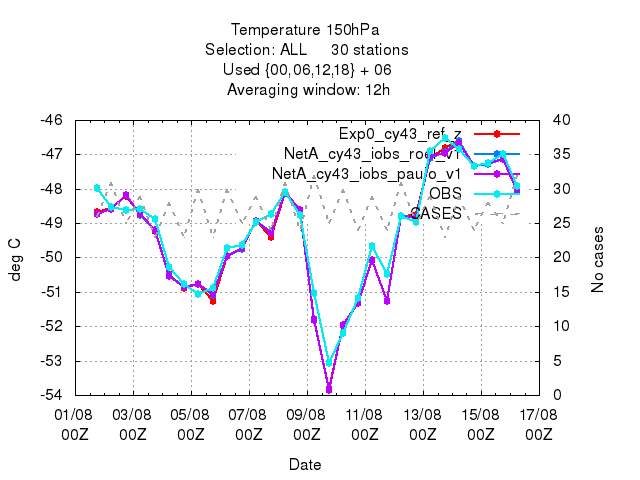 Temperature 150hPa
Selection: ALL 30 stations
Used {00,06,12,18} + 06
Averaging window: 12h
-46
-47
-48
-49
-50
-51
-52
-53
-54
deg C
40
35
30
25
20
15
10
5
0
No cases
Exp0_cy43_ref_z
NetA_cy43_iobs_roel_v1
NetA_cy43_iobs_paulo_v1
OBS
CASES
01/08 03/08 05/08 07/08 09/08 11/08 13/08 15/08 17/08
00Z 00Z 00Z 00Z 00Z 00Z 00Z 00Z 00Z
Date